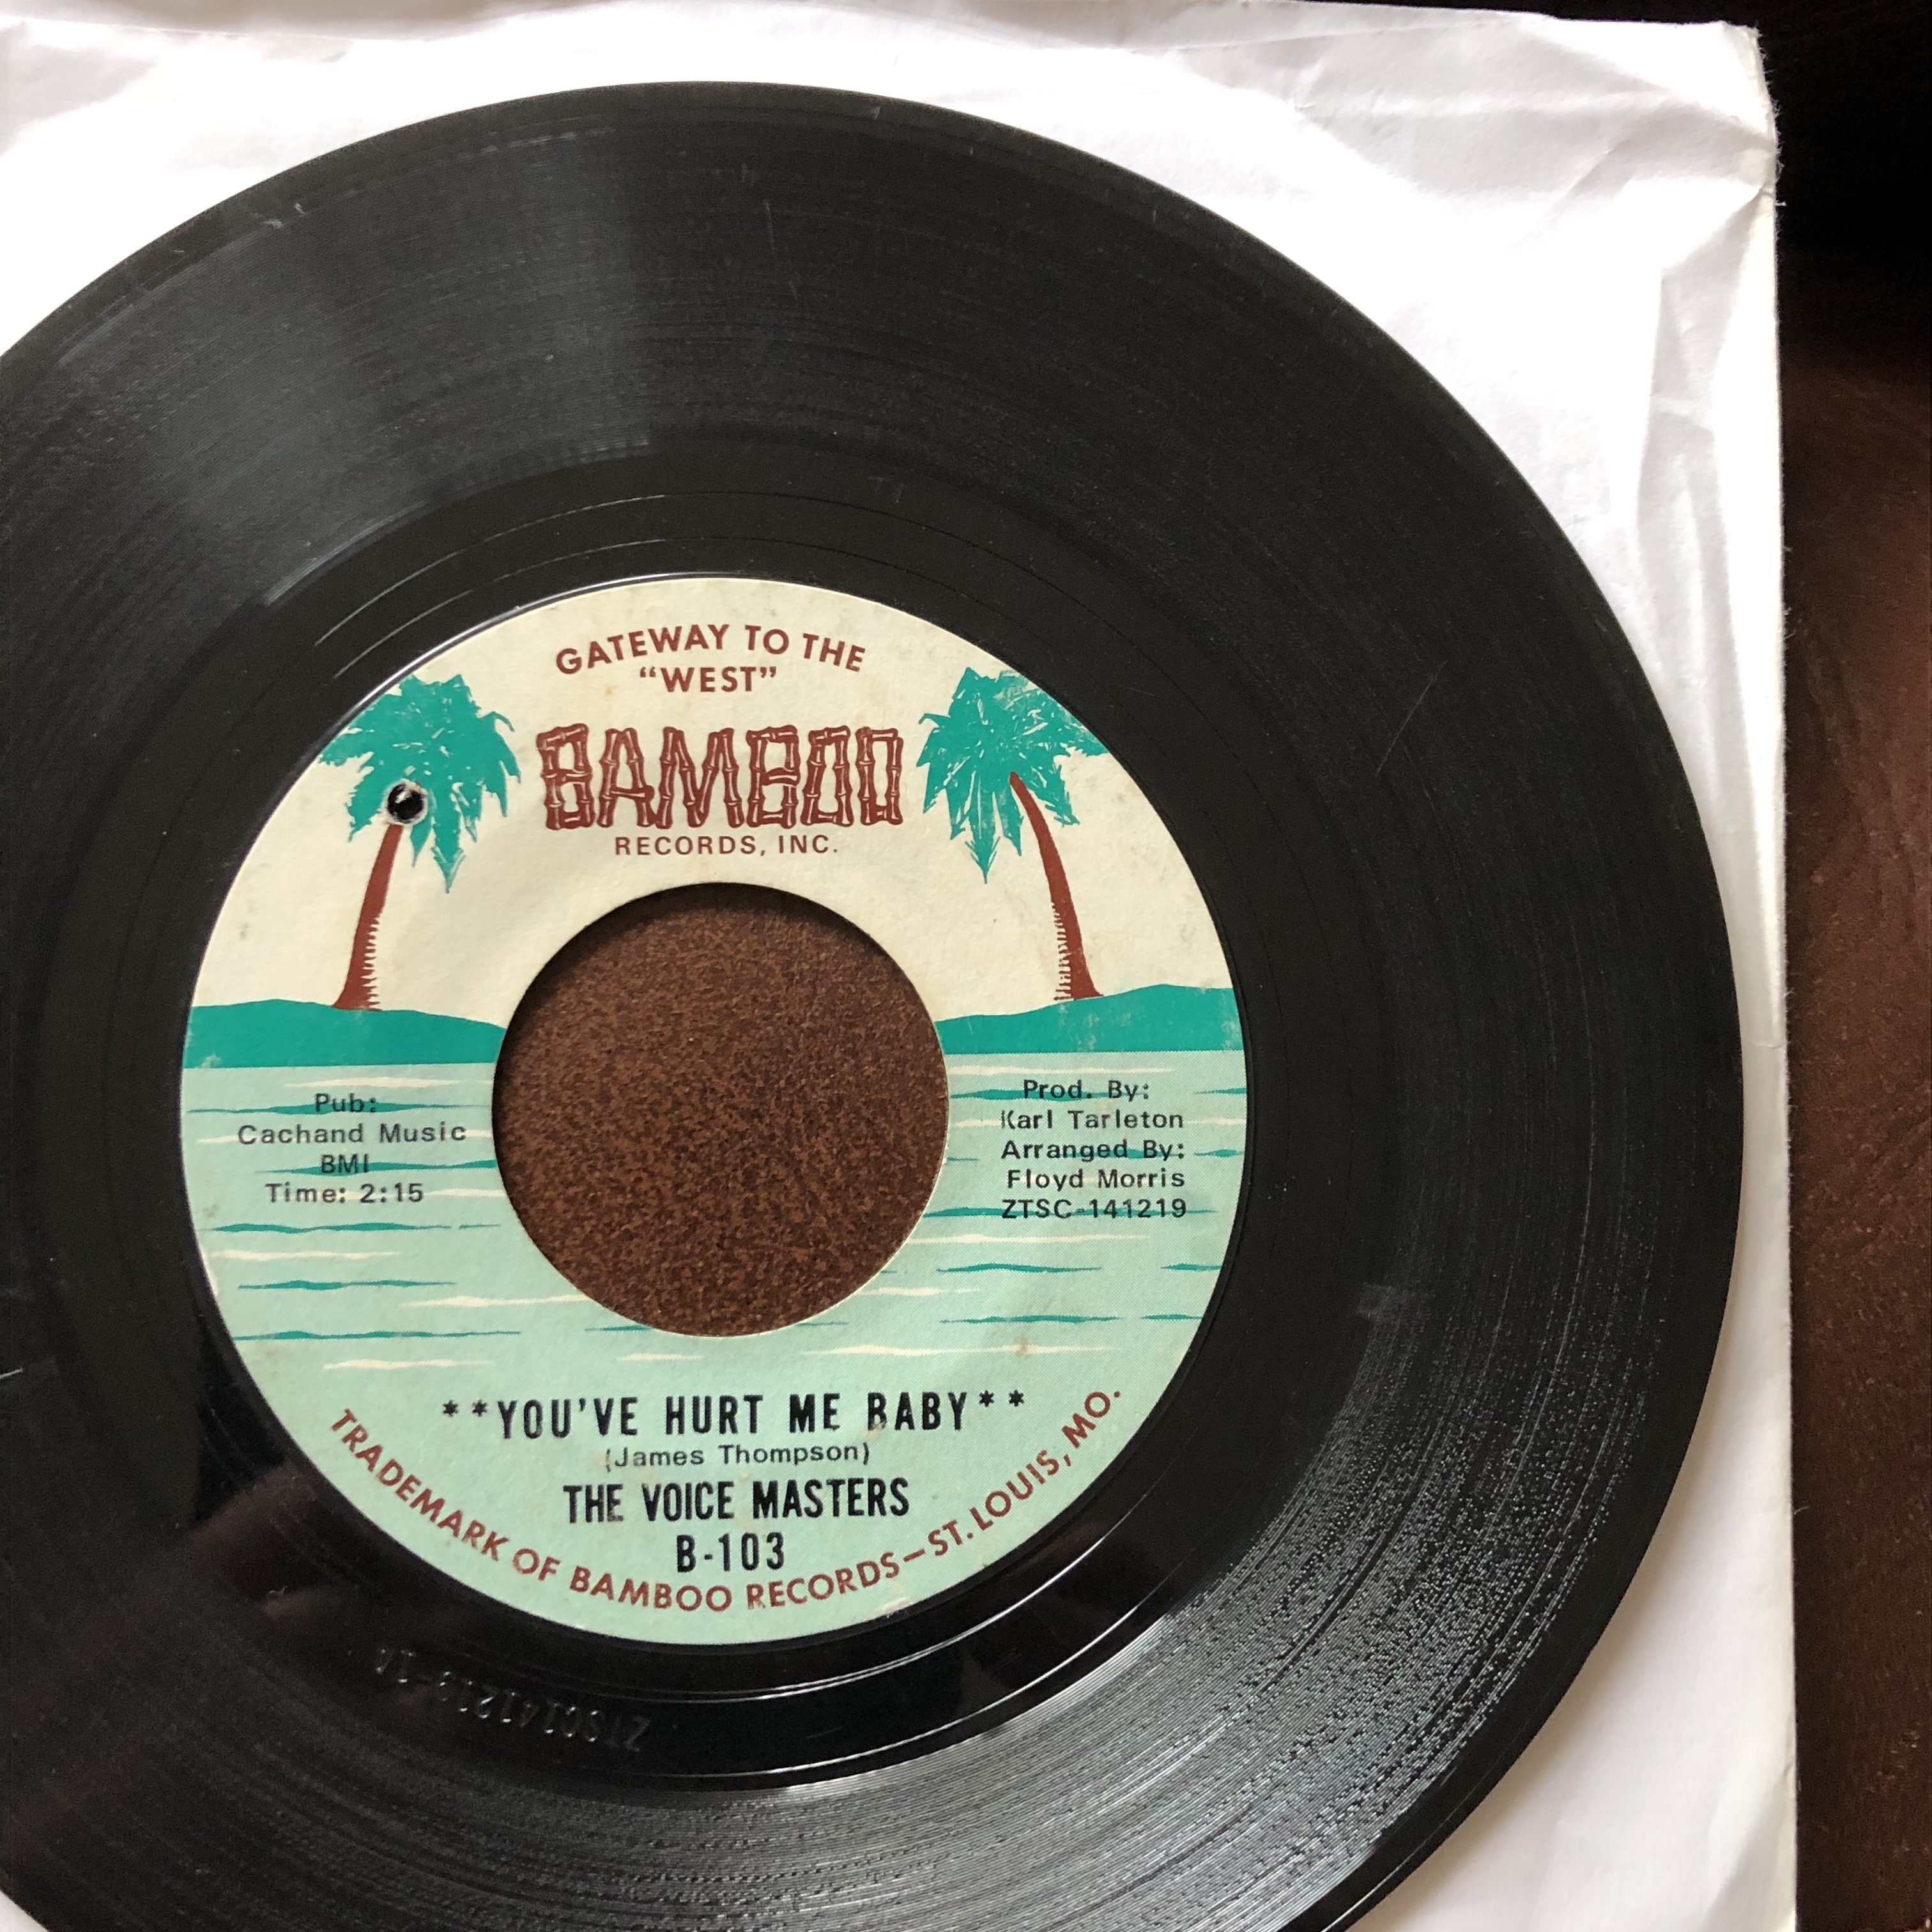 GATEWAY TO THE
“WEST”
BAMBOO
RECORDS, INC.
Pub:
Cachand Music
BMI
Time: 2:15
Prod. By:
Karl Tarleton
Arranged By:
Floyd Morris
ZTSC-141219
**YOU'VE HURT ME BABY**
(James Thompson)
THE VOICE MASTERS
B-103
TRADEMARK OF BAMBOO RECORDS—ST. LOUIS, MO.
ZTSC141219-1A